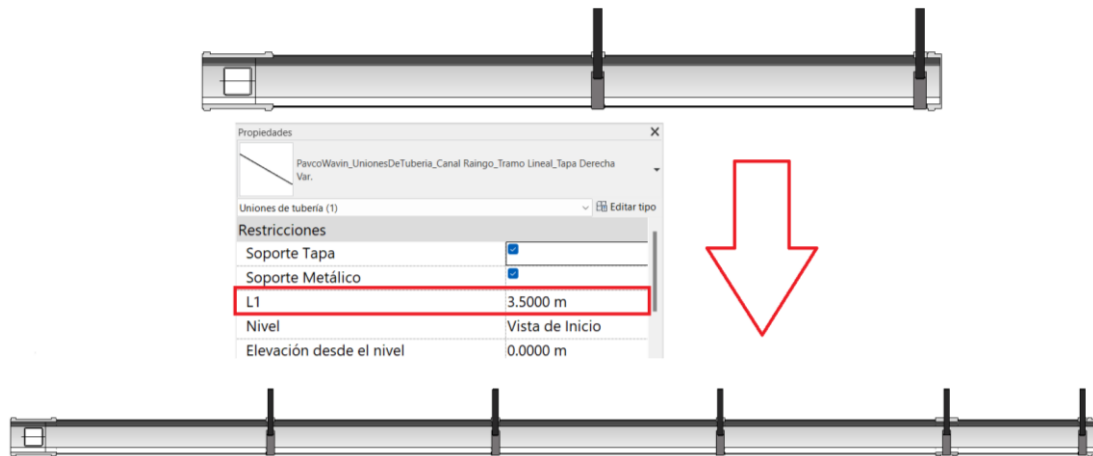 Propiedades
PavcoWavin_UnionesDeTuberia_Canal Raingo_Tramo Lineal_Tapa Derecha
Var.
Uniones de tubería (1)
Editar tipo
Restricciones
Soporte Tapa
Soporte Metálico
L1 3.5000 m
Nivel Vista de Inicio
Elevación desde el nivel 0.0000 m